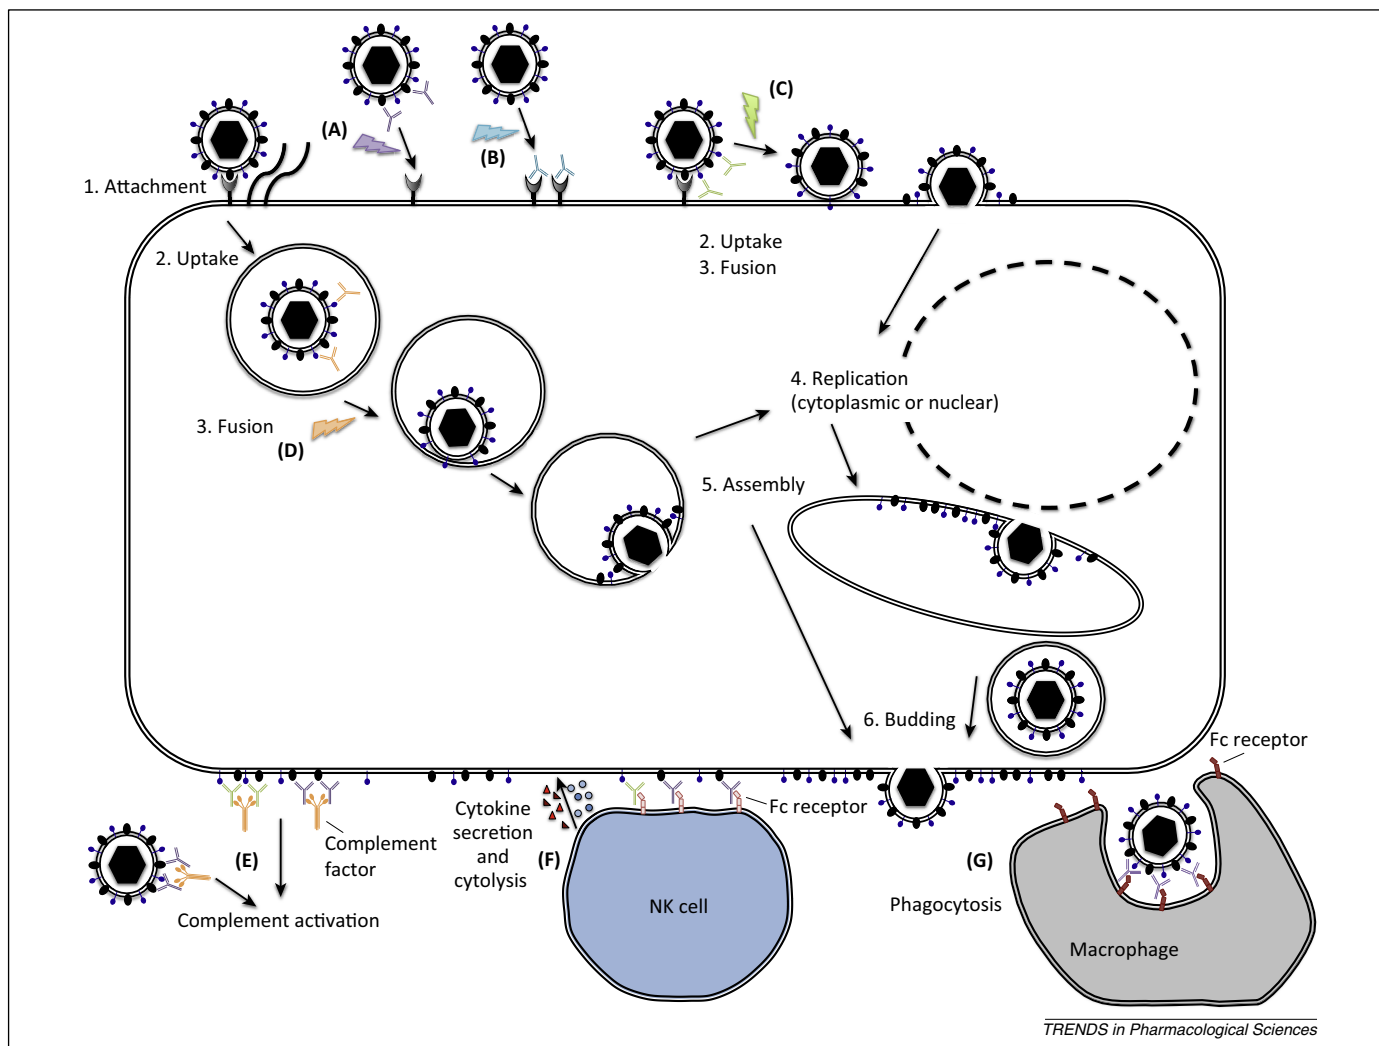 (A)
(B)
(C)
1. Attachment
2. Uptake
2. Uptake
3. Fusion
3. Fusion
(D)
4. Replication
(cytoplasmic or nuclear)
5. Assembly
6. Budding
Fc receptor
Cytokine
secretion
and
cytolysis
(F)
Fc receptor
Complement
factor
(E)
Complement activation
NK cell
(G)
Phagocytosis
Macrophage
TRENDS in Pharmacological Sciences